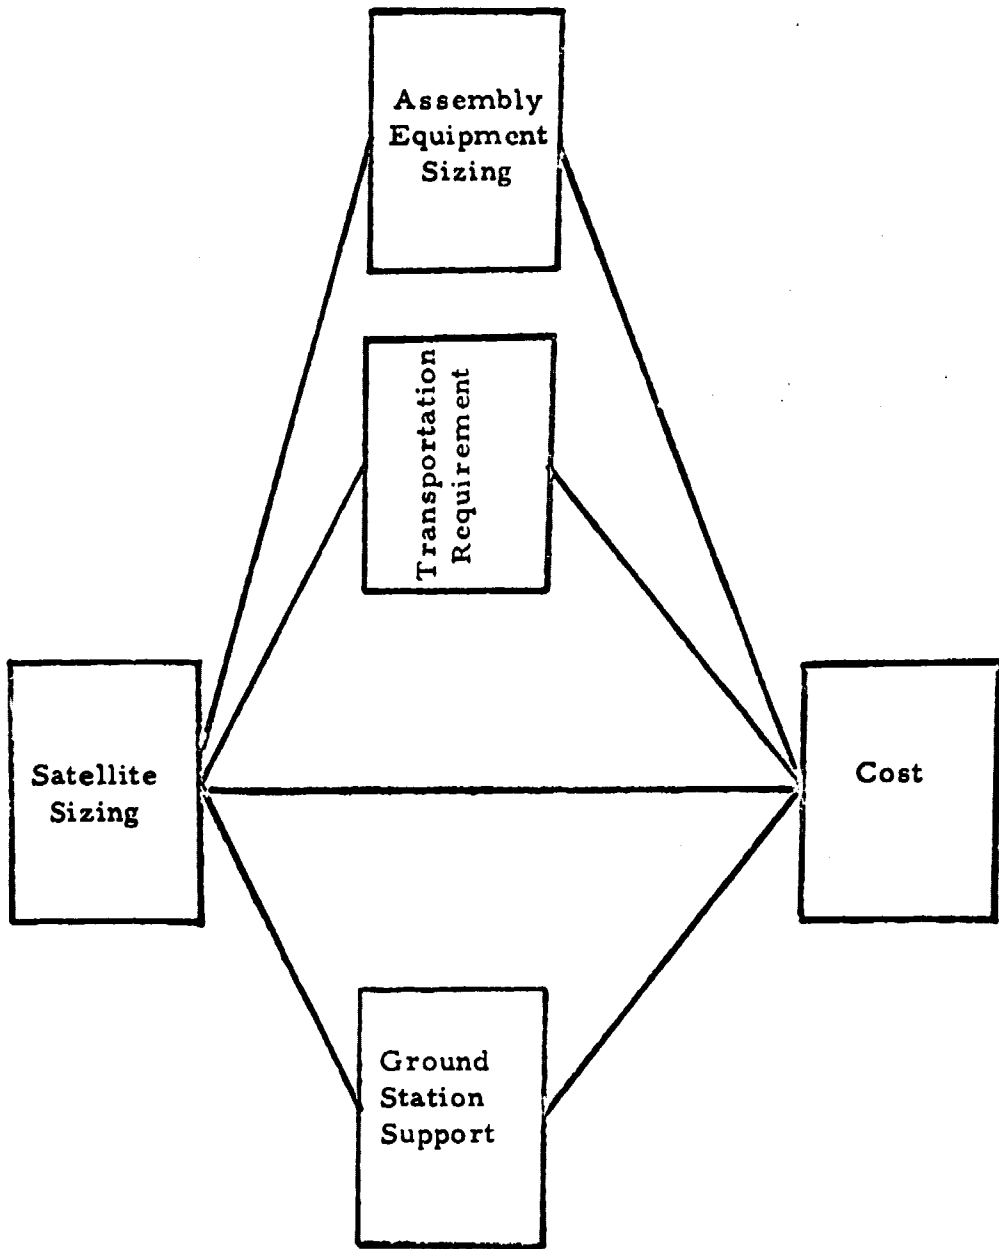 Assembly
Equipment
Sizing
Transportation
Requirement
Satellite
Sizing
Cost
Ground
Station
Support